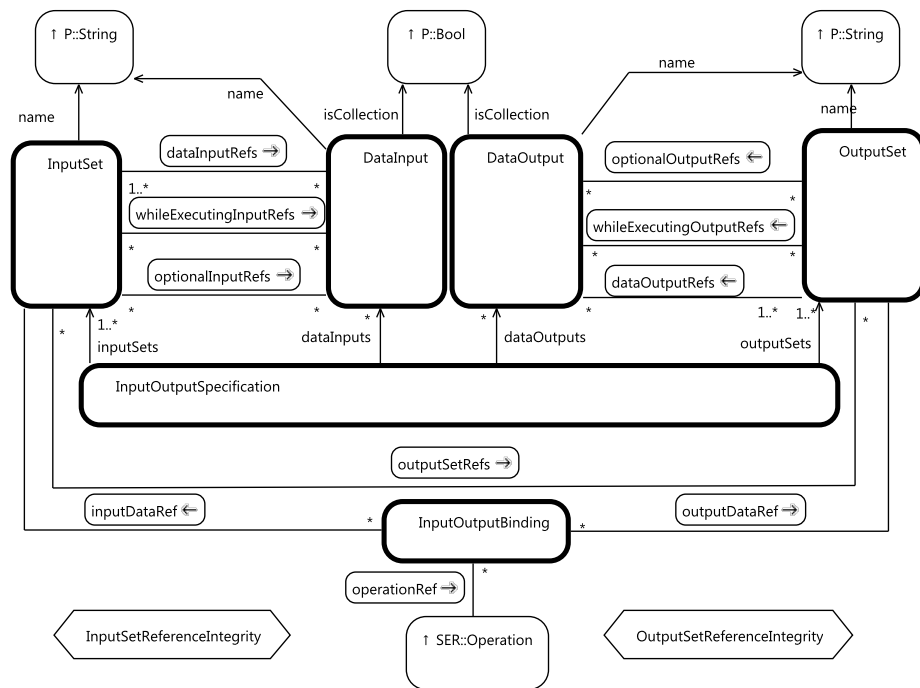 ↑ P::String
↑ P::Bool
↑ P::String
name
name
name
name
isCollection
isCollection
InputSet
DataInput
DataOutput
OutputSet
dataInputRefs →
1..*
*
optionalOutputRefs ←
*
*
whileExecutingInputRefs →
*
*
whileExecutingOutputRefs ←
*
*
optionalInputRefs →
*
*
dataOutputRefs ←
*
1..*
1..*
inputSets
*
dataInputs
*
dataOutputs
1..*
outputSets
*
*
InputOutputSpecification
outputSetRefs →
inputDataRef ←
*
InputOutputBinding
outputDataRef →
*
operationRef →
*
↑ SER::Operation
InputSetReferenceIntegrity
OutputSetReferenceIntegrity